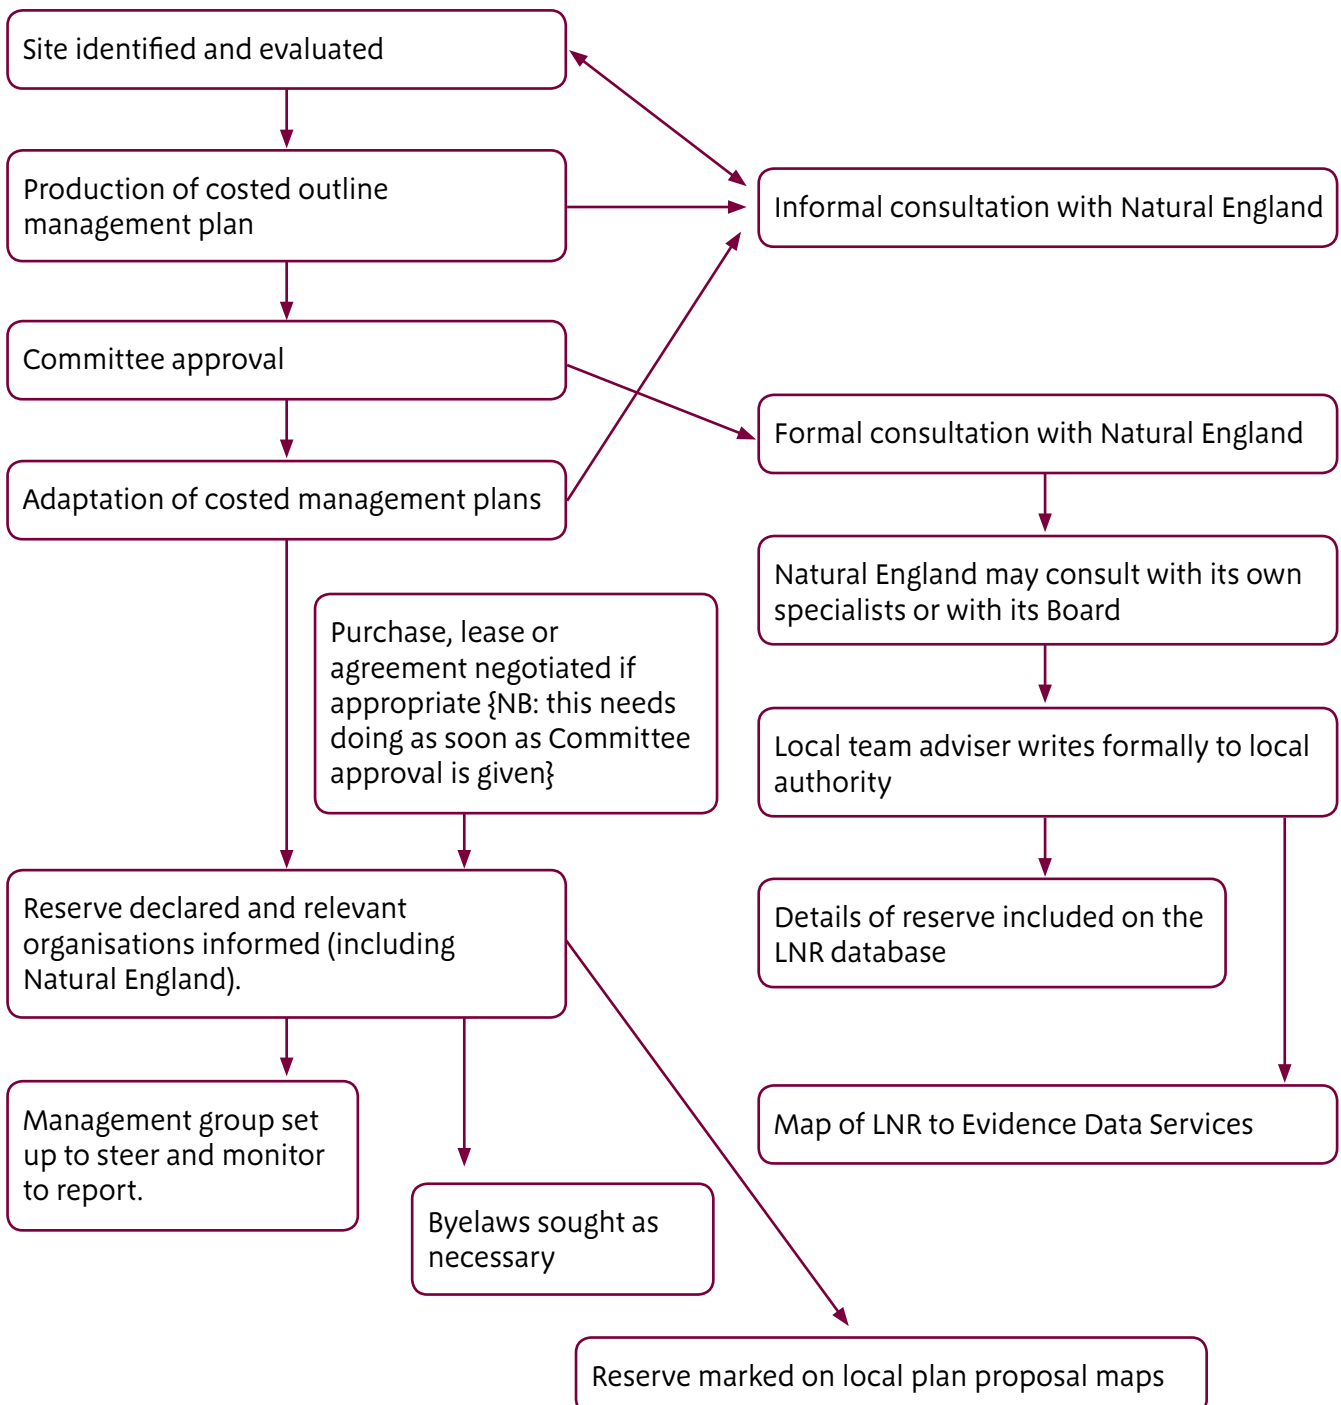 Site identified and evaluated
Production of costed outline
management plan
Informal consultation with Natural England
Committee approval
Formal consultation with Natural England
Adaptation of costed management plans
Natural England may consult with its own
specialists or with its Board
Purchase, lease or
agreement negotiated if
appropriate {NB: this needs
doing as soon as Committee
approval is given}
Local team adviser writes formally to local
authority
Reserve declared and relevant
organisations informed (including
Natural England).
Details of reserve included on the
LNR database
Management group set
up to steer and monitor
to report.
Map of LNR to Evidence Data Services
Byelaws sought as
necessary
Reserve marked on local plan proposal maps